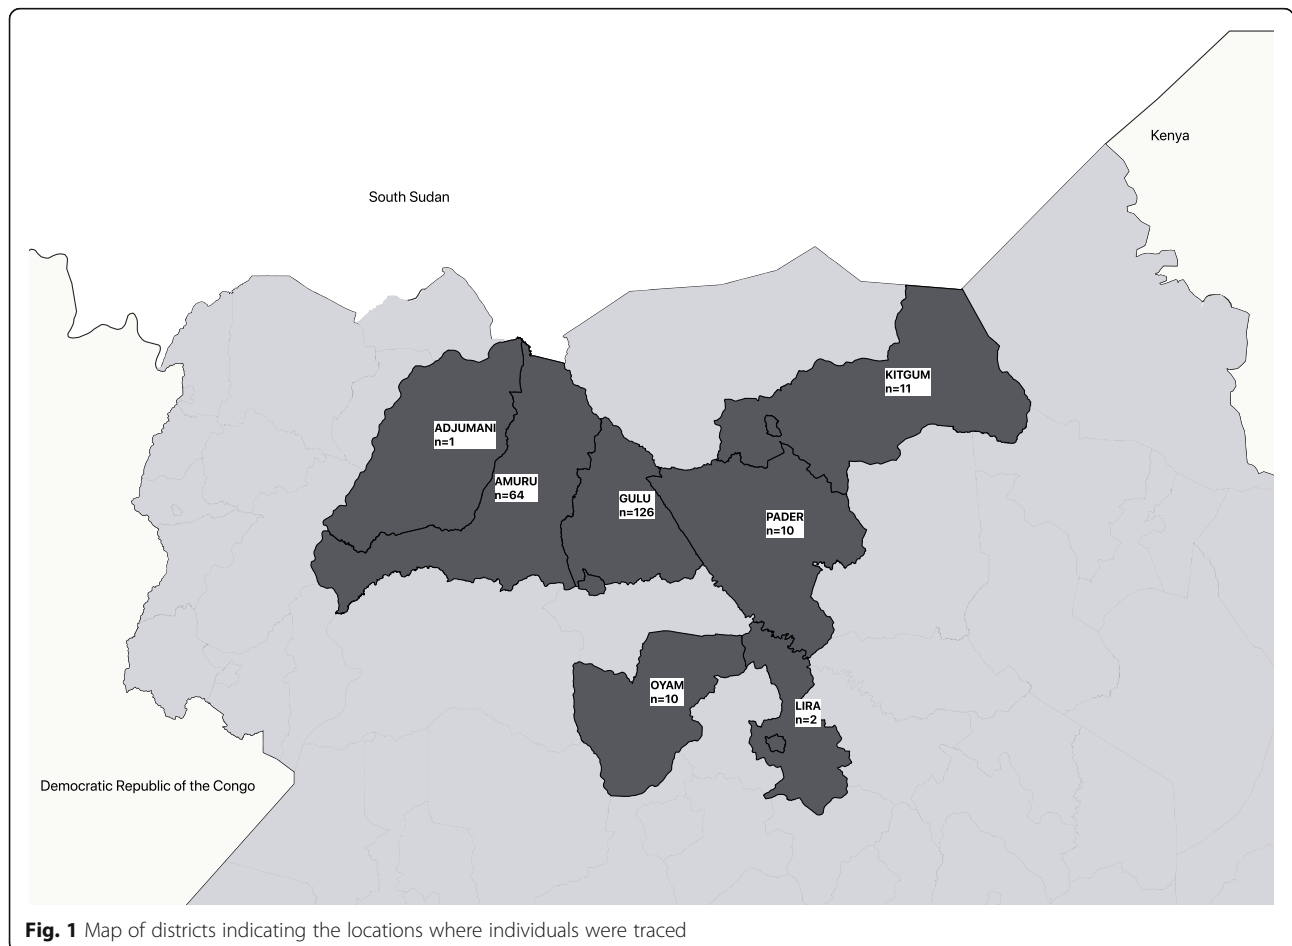 Kenya
South Sudan
KITGUM
n=11
ADJUMANI
n=1
AMURU
n=64
GULU
n=126
PADER
n=10
OYAM
n=10
LIRA
n=2
Democratic Republic of the Congo
Fig. 1 Map of districts indicating the locations where individuals were traced